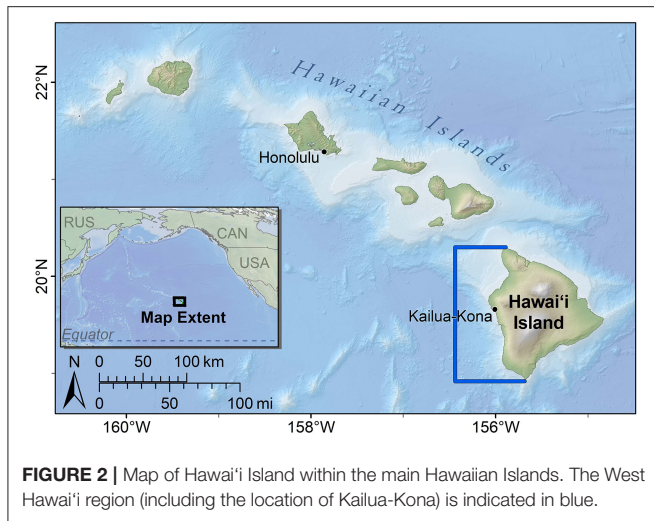 22°N
20°N
Hawaiian Islands
Honolulu
Kailua-Kona
Hawai‘i
Island
RUS
CAN
USA
Map Extent
Equator
N
0 50 100 km
0 50 100 mi
160°W 158°W 156°W
FIGURE 2 | Map of Hawai‘i Island within the main Hawaiian Islands. The West
Hawai‘i region (including the location of Kailua-Kona) is indicated in blue.